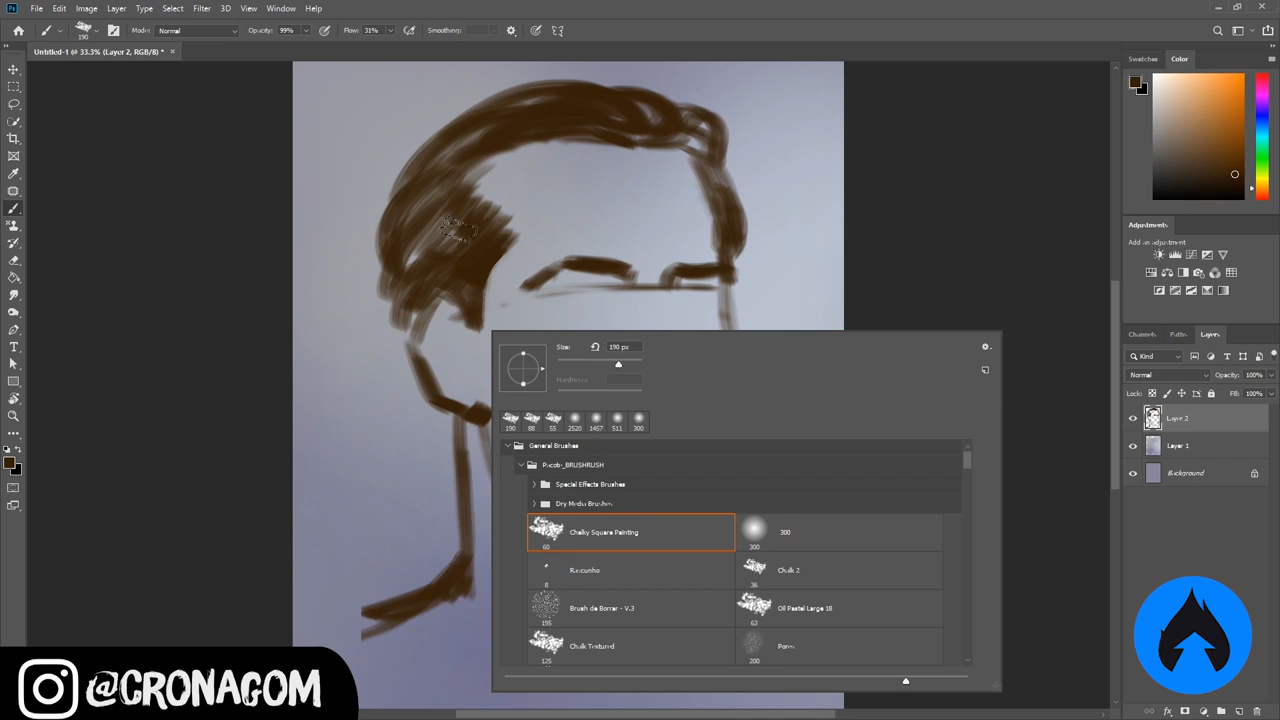 Ps File Edit Image Layer Type Select Filter 3D View Window Help
190 Mode: Normal Opacity: 99% Flow: 31% Smoothing:
Untitled-1 @ 33.3% (Layer 2, RGB/8) * ×
Swatches Color
Adjustments
Add an adjustment
Channels Paths Layers
Kind
Normal Opacity: 100%
Lock: Fill: 100%
Layer 2
Layer 1
Background
Size: 190 px
Hardness:
190 88 55 2520 1457 511 300
General Brushes
Special Effects Brushes
Dry Media Brushes
Chalky Square Painting 60
300 300
Rascunho 8
Chalk 2 36
Brush de Borrar - V.3 195
Oil Pastel Large 18 63
Chalk Textured 125
200
@CRONAGOM